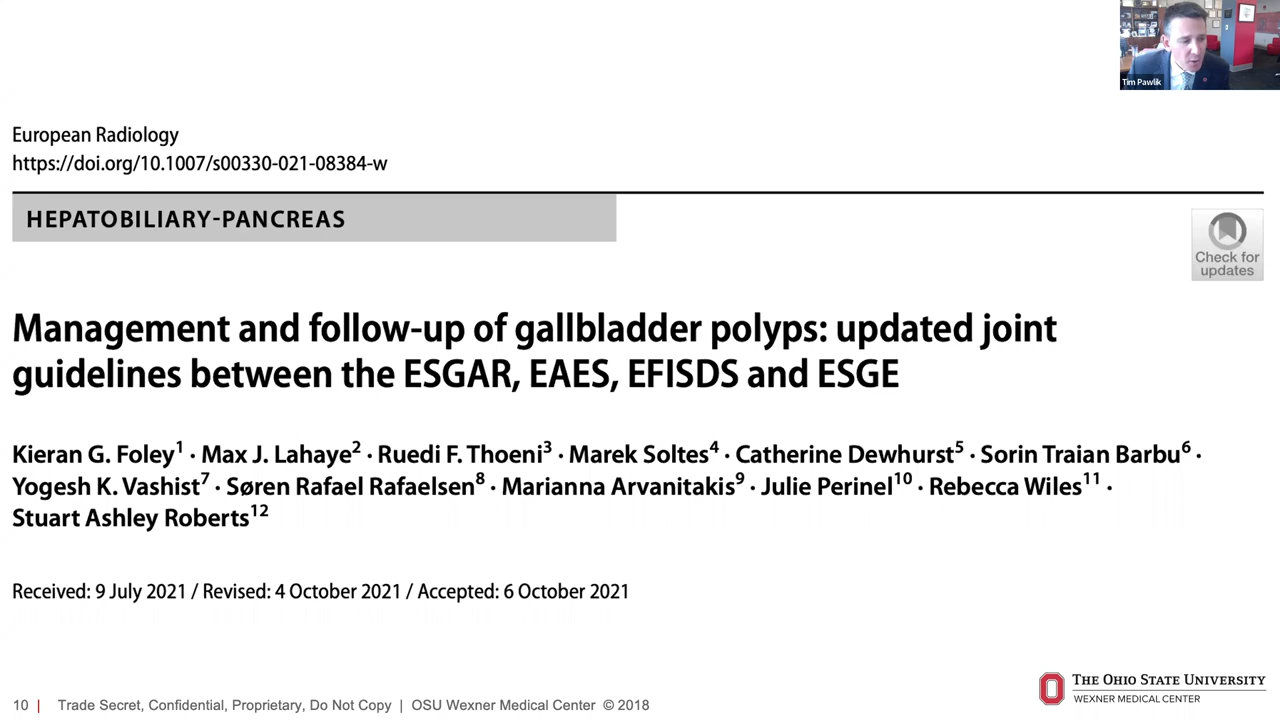 Tim Pawlik
European Radiology
https://doi.org/10.1007/s00330-021-08384-w
HEPATOBILIARY-PANCREAS
Check for
updates
Management and follow-up of gallbladder polyps: updated joint
guidelines between the ESGAR, EAES, EFISDS and ESGE
Kieran G. Foley1 · Max J. Lahaye2 · Ruedi F. Thoeni3 · Marek Soltes4 · Catherine Dewhurst5 · Sorin Traian Barbu6 ·
Yogesh K. Vashist7 · Søren Rafael Rafaelsen8 · Marianna Arvanitakis9 · Julie Perinel10 · Rebecca Wiles11 ·
Stuart Ashley Roberts12
Received: 9 July 2021 / Revised: 4 October 2021 / Accepted: 6 October 2021
THE OHIO STATE UNIVERSITY
WEXNER MEDICAL CENTER
10 | Trade Secret, Confidential, Proprietary, Do Not Copy | OSU Wexner Medical Center © 2018